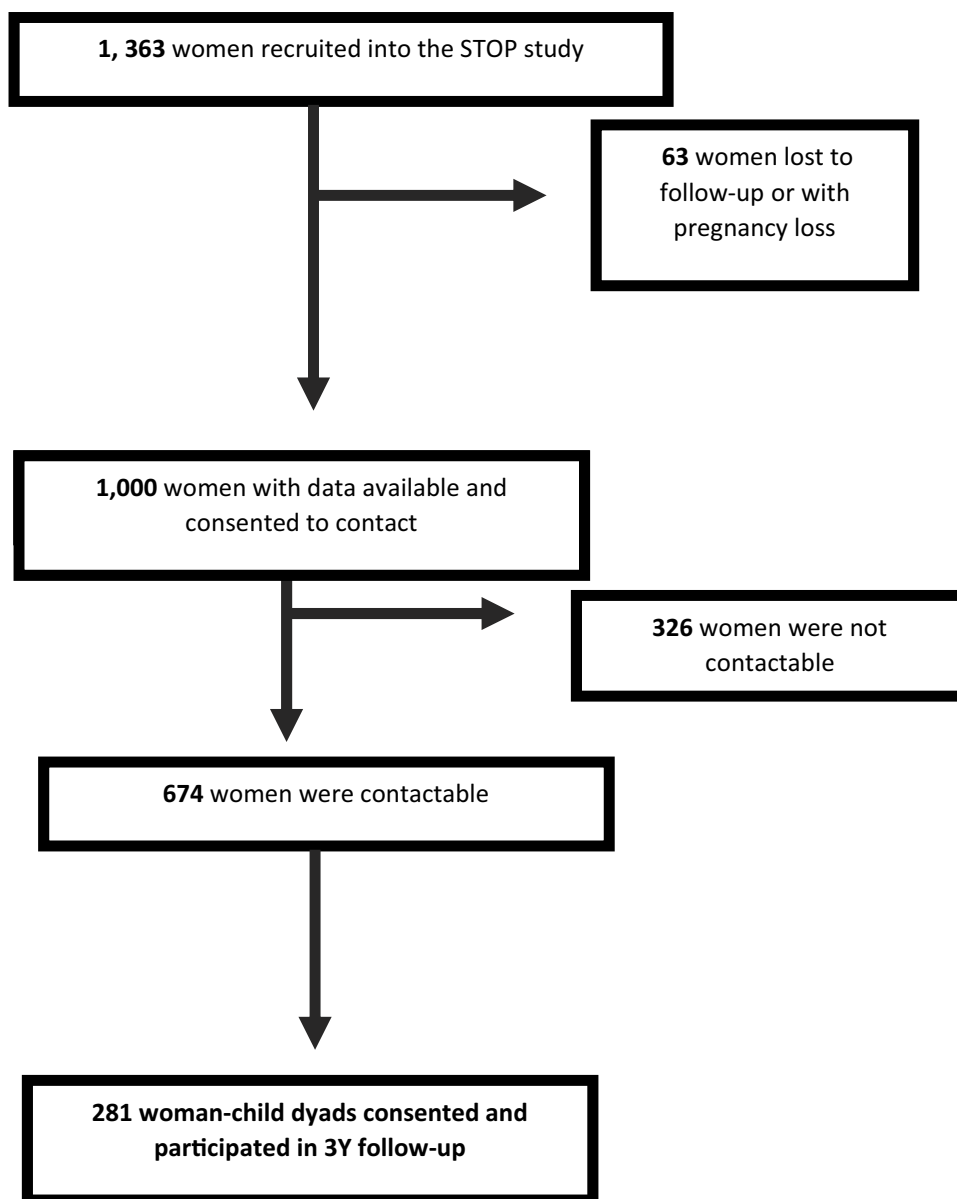 1, 363 women recruited into the STOP study
63 women lost to
follow-up or with
pregnancy loss
1,000 women with data available and
consented to contact
326 women were not
contactable
674 women were contactable
281 woman-child dyads consented and
participated in 3Y follow-up